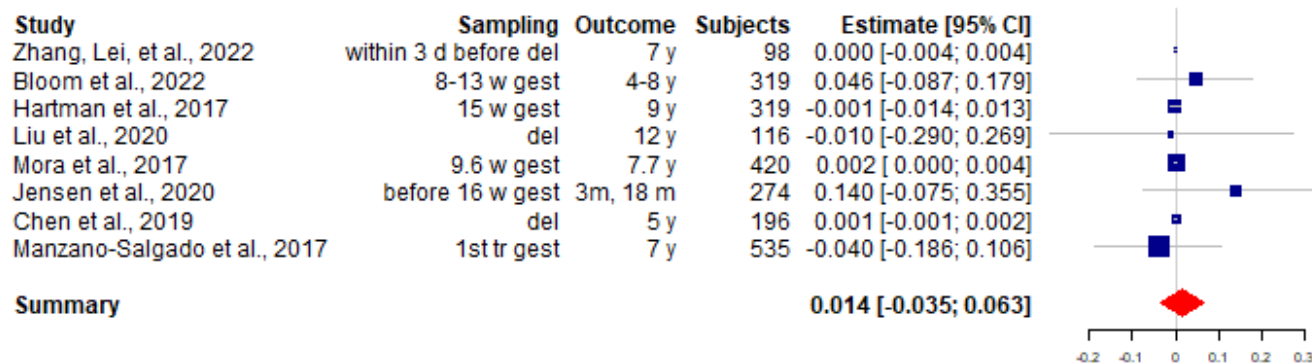 Study Sampling Outcome Subjects Estimate [95% CI]
Zhang, Lei, et al., 2022 within 3 d before del 7 y 98 0.000 [-0.004; 0.004]
Bloom et al., 2022 8-13 w gest 4-8 y 319 0.046 [-0.087; 0.179]
Hartman et al., 2017 15 w gest 9 y 319 -0.001 [-0.014; 0.013]
Liu et al., 2020 del 12 y 116 -0.010 [-0.290; 0.269]
Mora et al., 2017 9.6 w gest 7.7 y 420 0.002 [ 0.000; 0.004]
Jensen et al., 2020 before 16 w gest 3m, 18 m 274 0.140 [-0.075; 0.355]
Chen et al., 2019 del 5 y 196 0.001 [-0.001; 0.002]
Manzano-Salgado et al., 2017 1st tr gest 7 y 535 -0.040 [-0.186; 0.106]
Summary 0.014 [-0.035; 0.063]
-0.2 -0.1 0 0.1 0.2 0.3